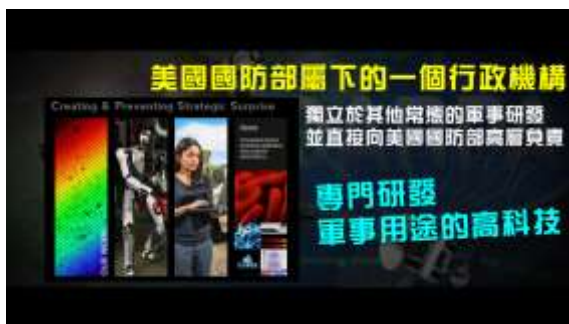 美國國防部屬下的一個行政機構
Creating & Preventing Strategic Surprise
獨立於其他常態的軍事研發
並直接向美國國防部高層負責
專門研發
軍事用途的高科技